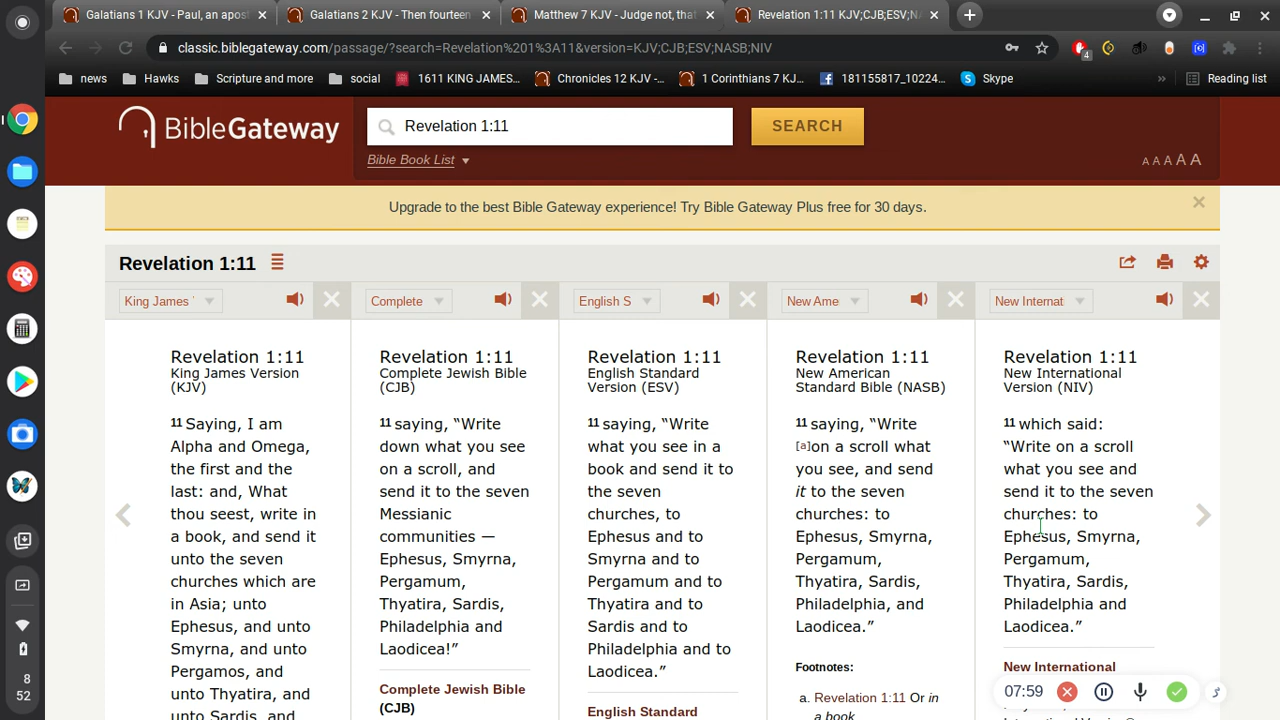 Galatians 1 KJV - Paul, an apost
Galatians 2 KJV - Then fourteen
Matthew 7 KJV - Judge not, tha
Revelation 1:11 KJV;CJB;ESV;N
classic.biblegateway.com/passage/?search=Revelation%201%3A11&version=KJV;CJB;ESV;NASB;NIV
4
news
Hawks
Scripture and more
social
1611 KING JAMES...
Chronicles 12 KJV -...
1 Corinthians 7 KJ...
181155817_10224...
Skype
»
Reading list
BibleGateway
Revelation 1:11
SEARCH
Bible Book List
A A A A A
Upgrade to the best Bible Gateway experience! Try Bible Gateway Plus free for 30 days.
Revelation 1:11
King James
Complete
English S
New Ame
New Internat
Revelation 1:11
King James Version
(KJV)
11 Saying, I am
Alpha and Omega,
the first and the
last: and, What
thou seest, write in
a book, and send it
unto the seven
churches which are
in Asia; unto
Ephesus, and unto
Smyrna, and unto
Pergamos, and
unto Thyatira, and
unto Sardis, and
Revelation 1:11
Complete Jewish Bible
(CJB)
11 saying, “Write
down what you see
on a scroll, and
send it to the seven
Messianic
communities —
Ephesus, Smyrna,
Pergamum,
Thyatira, Sardis,
Philadelphia and
Laodicea!”
Complete Jewish Bible
(CJB)
Revelation 1:11
English Standard
Version (ESV)
11 saying, “Write
what you see in a
book and send it to
the seven
churches, to
Ephesus and to
Smyrna and to
Pergamum and to
Thyatira and to
Sardis and to
Philadelphia and to
Laodicea.”
English Standard
Revelation 1:11
New American
Standard Bible (NASB)
11 saying, “Write
[a]on a scroll what
you see, and send
it to the seven
churches: to
Ephesus, Smyrna,
Pergamum,
Thyatira, Sardis,
Philadelphia, and
Laodicea.”
Footnotes:
a. Revelation 1:11 Or in
a book
Revelation 1:11
New International
Version (NIV)
11 which said:
“Write on a scroll
what you see and
send it to the seven
churches: to
Ephesus, Smyrna,
Pergamum,
Thyatira, Sardis,
Philadelphia and
Laodicea.”
New International
07:59
8
52